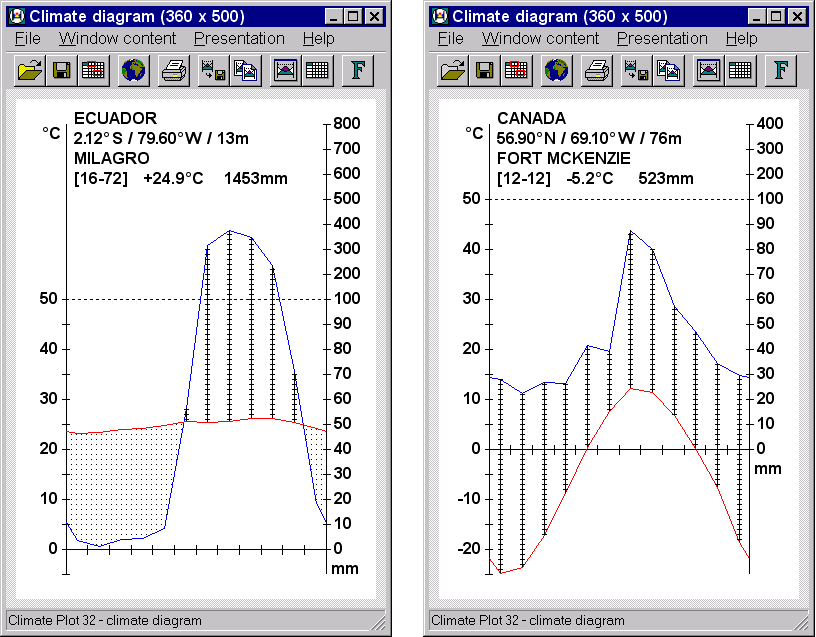 Climate diagram (360 x 500)
File Window content Presentation Help
F
ECUADOR
°C
2.12°S / 79.60°W / 13m
MILAGRO
[16-72] +24.9°C 1453mm
800
700
600
500
400
300
200
50 100
90
40 80
70
30 60
50
20 40
30
10 20
10
0 0
mm
Climate Plot 32 - climate diagram
Climate diagram (360 x 500)
File Window content Presentation Help
F
CANADA
°C
56.90°N / 69.10°W / 76m
FORT MCKENZIE
[12-12] -5.2°C 523mm
400
300
200
50 100
90
40 80
70
30 60
50
20 40
30
10 20
10
0 0
mm
-10
-20
Climate Plot 32 - climate diagram